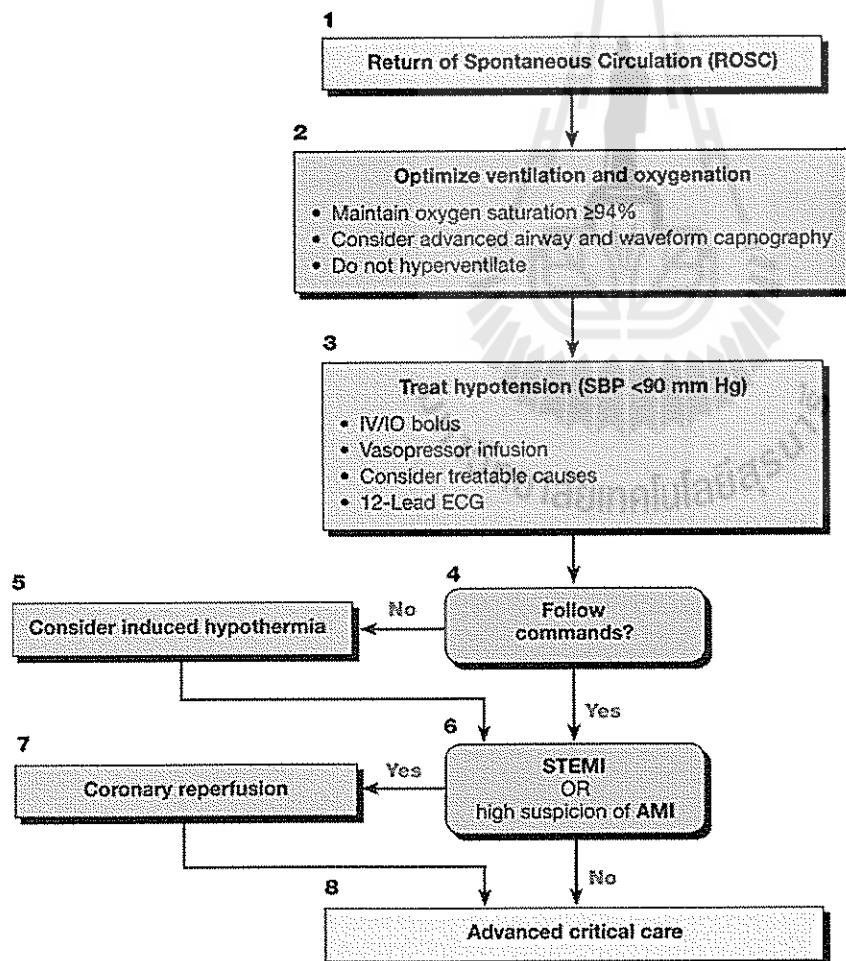 1
Return of Spontaneous Circulation (ROSC)
2
Optimize ventilation and oxygenation
• Maintain oxygen saturation ≥94%
• Consider advanced airway and waveform capnography
• Do not hyperventilate
3
Treat hypotension (SBP <90 mm Hg)
• IV/IO bolus
• Vasopressor infusion
• Consider treatable causes
• 12-Lead ECG
4
Follow
commands?
No
5
Consider induced hypothermia
Yes
6
STEMI
OR
high suspicion of AMI
Yes
7
Coronary reperfusion
No
8
Advanced critical care